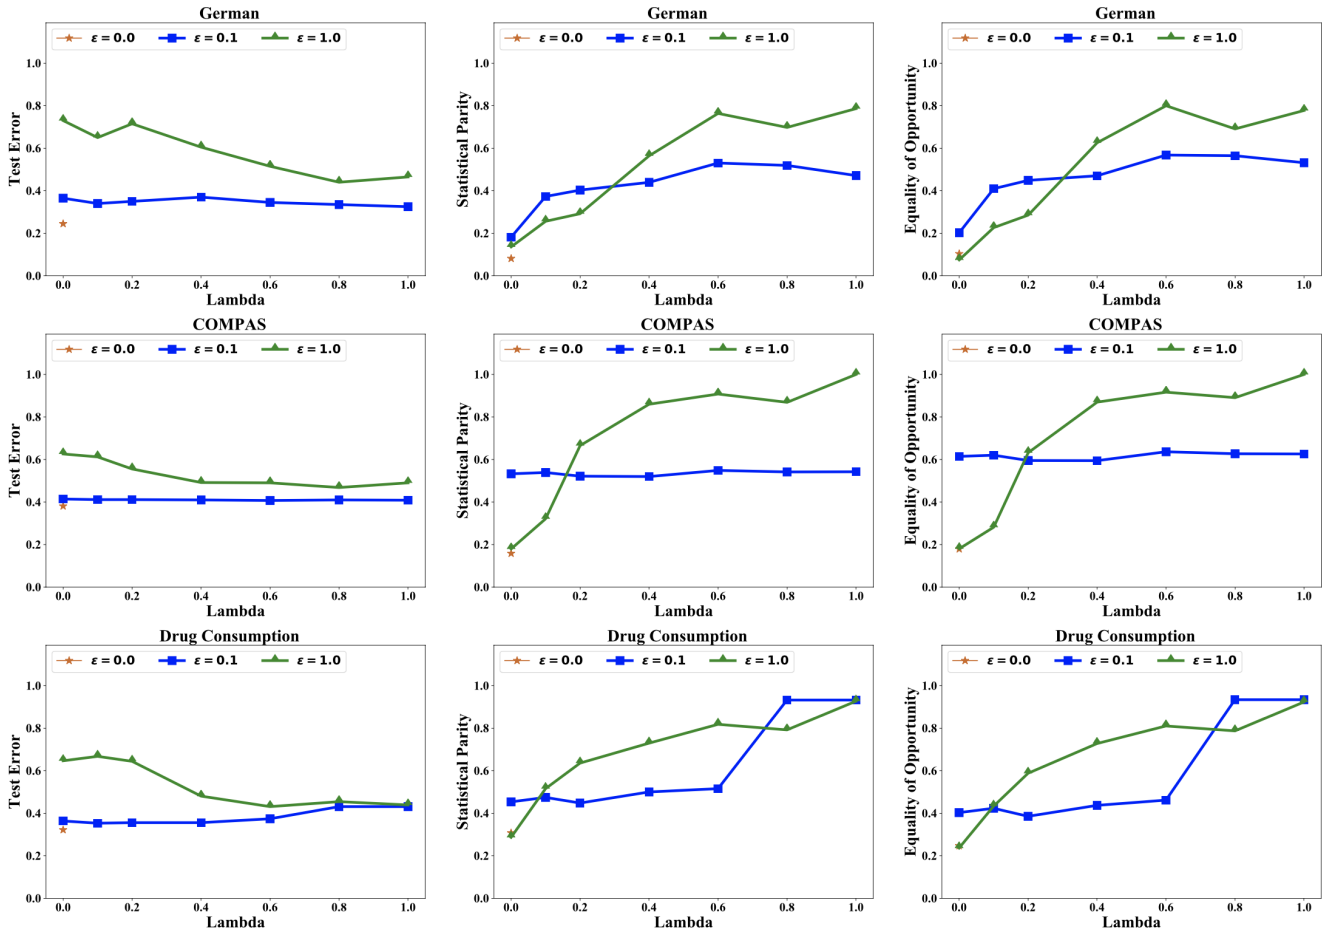 German
German
German
ε = 0.0 ε = 0.1 ε = 1.0
ε = 0.0 ε = 0.1 ε = 1.0
ε = 0.0 ε = 0.1 ε = 1.0
Test Error
1.0
0.8
0.6
0.4
0.2
0.0
0.0 0.2 0.4 0.6 0.8 1.0
Lambda
Statistical Parity
1.0
0.8
0.6
0.4
0.2
0.0
0.0 0.2 0.4 0.6 0.8 1.0
Lambda
Equality of Opportunity
1.0
0.8
0.6
0.4
0.2
0.0
0.0 0.2 0.4 0.6 0.8 1.0
Lambda
COMPAS
COMPAS
COMPAS
ε = 0.0 ε = 0.1 ε = 1.0
ε = 0.0 ε = 0.1 ε = 1.0
ε = 0.0 ε = 0.1 ε = 1.0
Test Error
1.0
0.8
0.6
0.4
0.2
0.0
0.0 0.2 0.4 0.6 0.8 1.0
Lambda
Statistical Parity
1.0
0.8
0.6
0.4
0.2
0.0
0.0 0.2 0.4 0.6 0.8 1.0
Lambda
Equality of Opportunity
1.0
0.8
0.6
0.4
0.2
0.0
0.0 0.2 0.4 0.6 0.8 1.0
Lambda
Drug Consumption
Drug Consumption
Drug Consumption
ε = 0.0 ε = 0.1 ε = 1.0
ε = 0.0 ε = 0.1 ε = 1.0
ε = 0.0 ε = 0.1 ε = 1.0
Test Error
1.0
0.8
0.6
0.4
0.2
0.0
0.0 0.2 0.4 0.6 0.8 1.0
Lambda
Statistical Parity
1.0
0.8
0.6
0.4
0.2
0.0
0.0 0.2 0.4 0.6 0.8 1.0
Lambda
Equality of Opportunity
1.0
0.8
0.6
0.4
0.2
0.0
0.0 0.2 0.4 0.6 0.8 1.0
Lambda